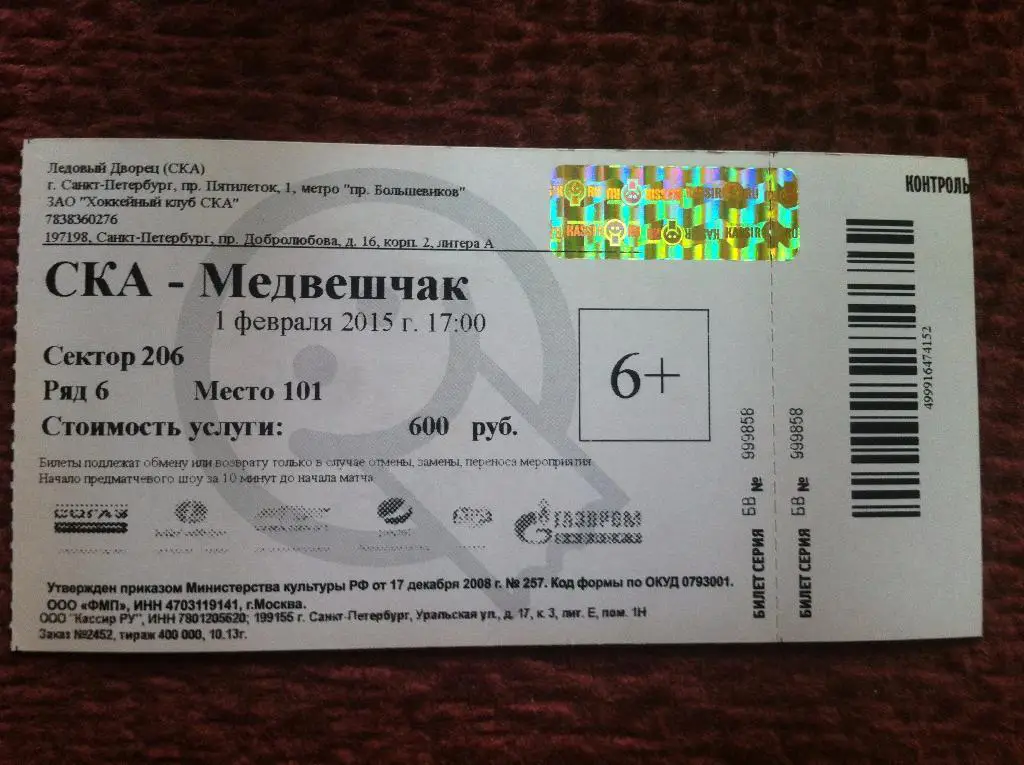 Ледовый Дворец (СКА)
г. Санкт-Петербург, пр. Пятилеток, 1, метро "пр. Большевиков"
ЗАО "Хоккейный клуб СКА"
7838360276
197198, Санкт-Петербург, пр. Добролюбова, д. 16, корп. 2, литера А
KASSIR.RU
КОНТРОЛЬ
СКА - Медвешчак
1 февраля 2015 г. 17:00
Сектор 206
Ряд 6 Место 101
Стоимость услуги: 600 руб.
6+
Билеты подлежат обмену или возврату только в случае отмены, замены, переноса мероприятия
Начало предматчевого шоу за 10 минут до начала матча
ГАЗПРОМ
Утвержден приказом Министерства культуры РФ от 17 декабря 2008 г. № 257. Код формы по ОКУД 0793001.
ООО «ФМП», ИНН 4703119141, г.Москва.
ООО "Кассир РУ", ИНН 7801205620; 199155 г. Санкт-Петербург, Уральская ул., д. 17, к. 3, лит. Е, пом. 1Н
Заказ №2452, тираж 400 000, 10.13г.
БИЛЕТ СЕРИЯ БВ № 999858
БИЛЕТ СЕРИЯ БВ № 999858
499916474152